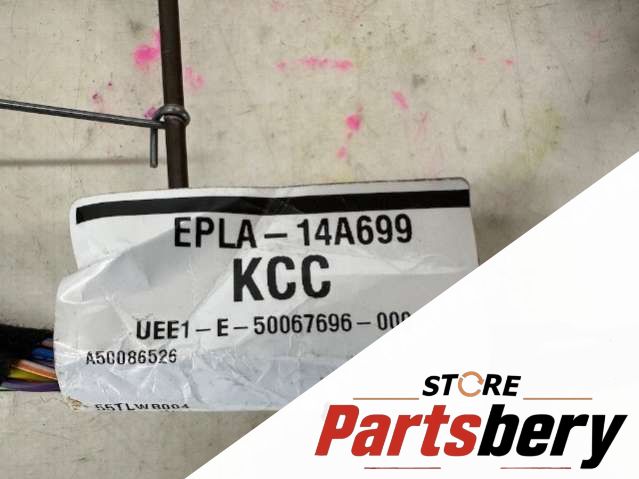 EPLA-14A699
KCC
UEE1-E-50067696-00
A50086526
STORE
Partsbery